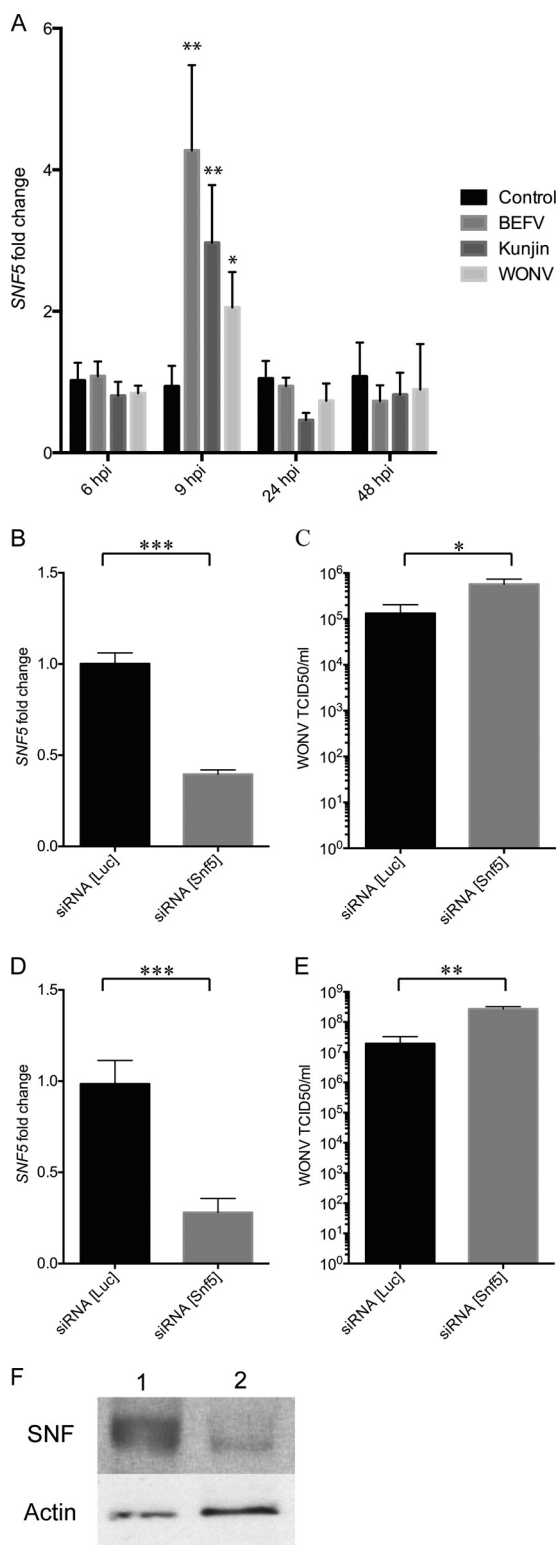 A
6
4
2
0
SNF5 fold change
**
**
*
Control
BEFV
Kunjin
WONV
6 hpi
9 hpi
24 hpi
48 hpi
B
***
1.5
1.0
0.5
0.0
SNF5 fold change
siRNA [Luc]
siRNA [Snf5]
C
*
10^6
10^5
10^4
10^3
10^2
10^1
10^0
WONV TCID50/ml
siRNA [Luc]
siRNA [Snf5]
D
***
1.5
1.0
0.5
0.0
SNF5 fold change
siRNA [Luc]
siRNA [Snf5]
E
**
10^9
10^8
10^7
10^6
10^5
10^4
10^3
10^2
10^1
10^0
WONV TCID50/ml
siRNA [Luc]
siRNA [Snf5]
F
1 2
SNF
Actin